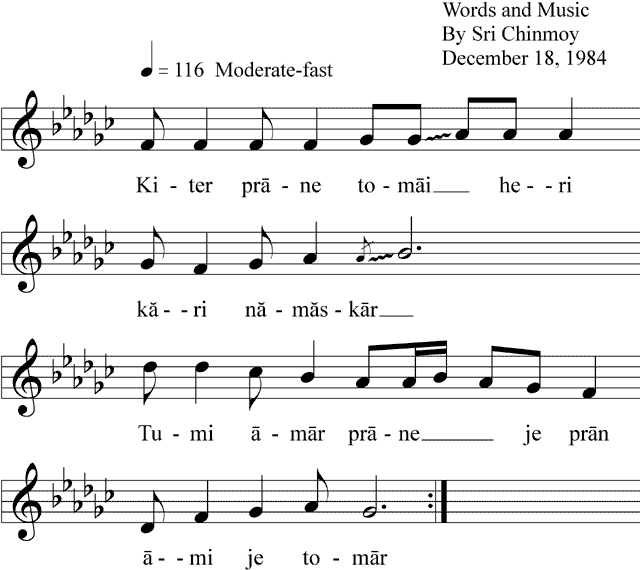 Words and Music
By Sri Chinmoy
December 18, 1984
= 116 Moderate-fast
Ki - ter prā - ne to - māi___ he - - ri
kă - - ri nă - măs - kār___
Tu - mi ā - mār prā - ne______ je prān
ā - - mi je to - mār